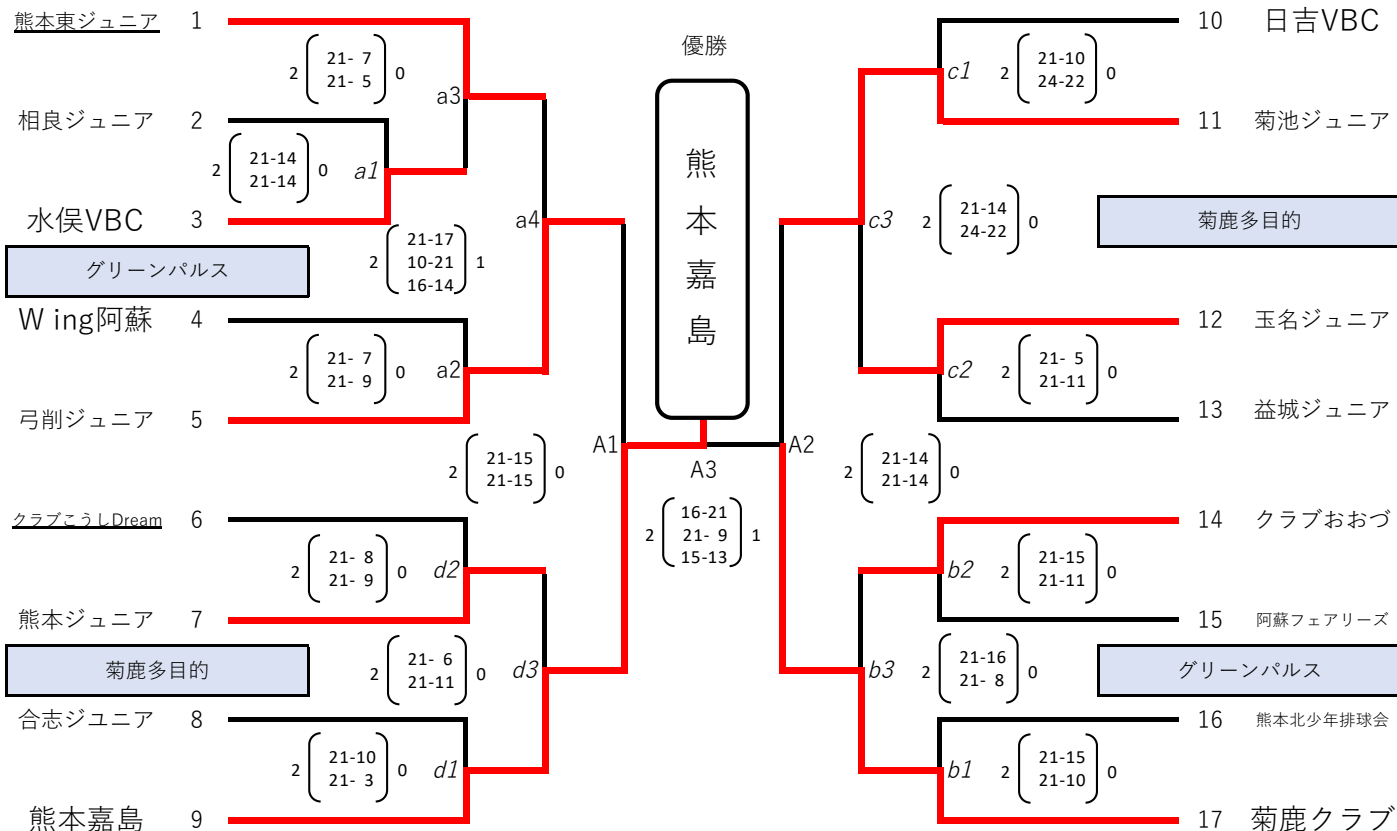 熊本東ジュニア 1
2 21- 7 0
21- 5
a3
相良ジュニア 2
2 21-14 0
21-14
a1
水俣VBC 3
グリーンパルス
2 21-17 1
10-21
16-14
a4
W ing阿蘇 4
2 21- 7 0
21- 9
a2
弓削ジュニア 5
A1
2 21-15 0
21-15
クラブこうしDream 6
2 21- 8 0
21- 9
d2
熊本ジュニア 7
菊鹿多目的
2 21- 6 0
21-11
d3
合志ジユニア 8
2 21-10 0
21- 3
d1
熊本嘉島 9
優勝
熊
本
嘉
島
A3
2 16-21 1
21- 9
15-13
10 日吉VBC
c1
2 21-10 0
24-22
11 菊池ジュニア
c3
2 21-14 0
24-22
菊鹿多目的
12 玉名ジュニア
c2
2 21- 5 0
21-11
13 益城ジュニア
A2
2 21-14 0
21-14
14 クラブおおづ
b2
2 21-15 0
21-11
15 阿蘇フェアリーズ
b3
2 21-16 0
21- 8
グリーンパルス
16 熊本北少年排球会
b1
2 21-15 0
21-10
17 菊鹿クラブ